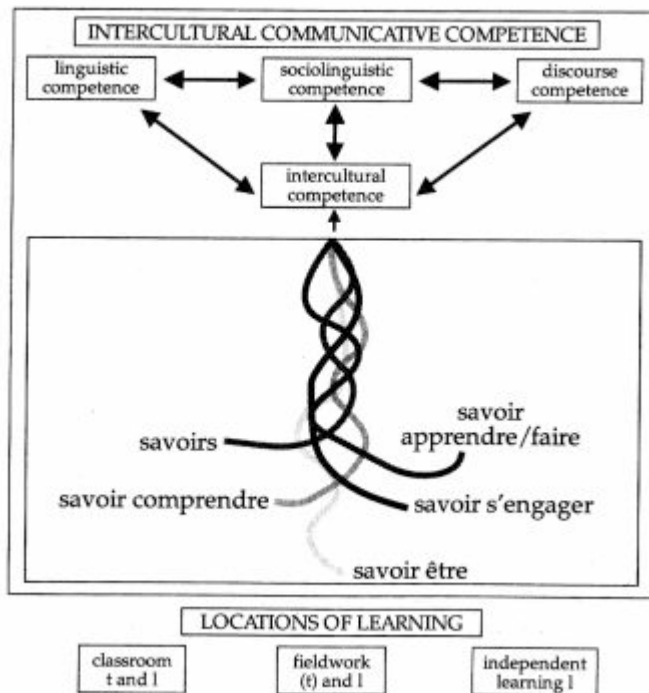 INTERCULTURAL COMMUNICATIVE COMPETENCE
linguistic
competence
sociolinguistic
competence
discourse
competence
intercultural
competence
savoirs
savoir
apprendre/faire
savoir comprendre
savoir s'engager
savoir être
LOCATIONS OF LEARNING
classroom
t and l
fieldwork
(t) and l
independent
learning l